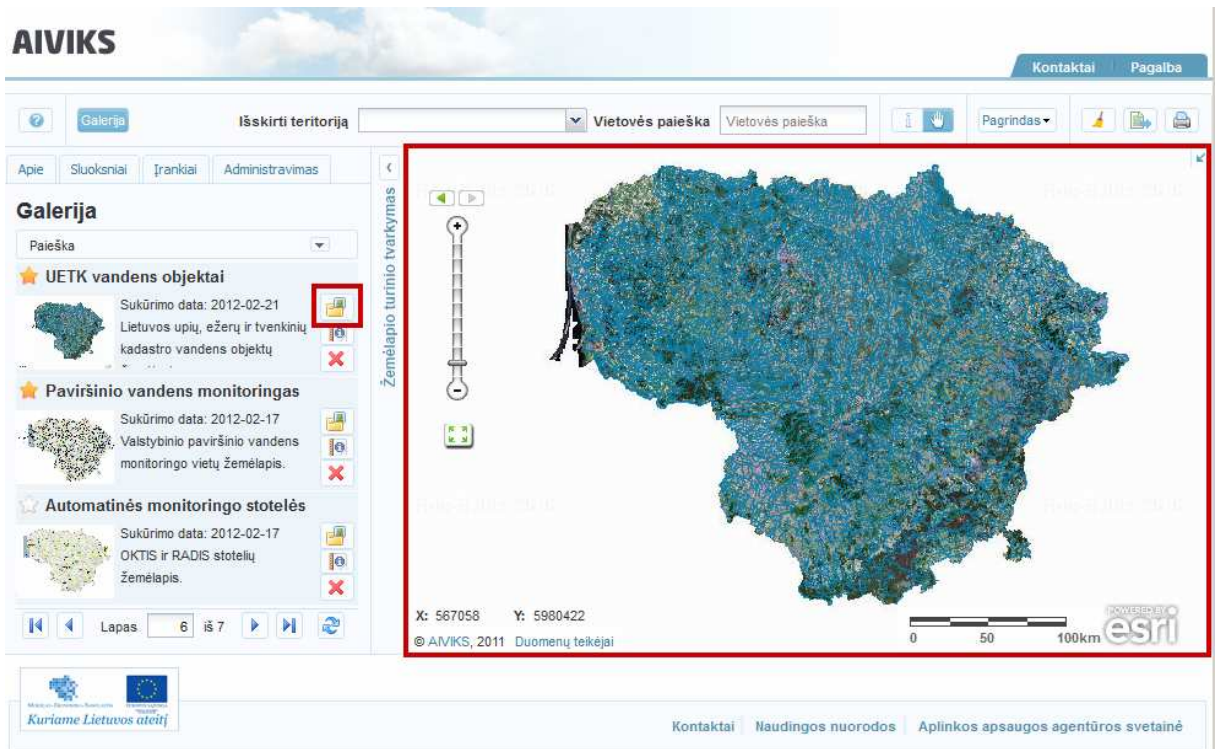 AIVIKS
Kontaktai Pagalba
Galerija Išskirti teritoriją Vietovės paieška Vietovės paieška Pagrindas
Apie Sluoksniai Įrankiai Administravimas
Galerija
Paieška
UETK vandens objektai
Sukūrimo data: 2012-02-21
Lietuvos upių, ežerų ir tvenkinių
kadastro vandens objektų
Paviršinio vandens monitoringas
Sukūrimo data: 2012-02-17
Valstybinio paviršinio vandens
monitoringo vietų žemėlapis.
Automatinės monitoringo stotelės
Sukūrimo data: 2012-02-17
OKTIS ir RADIS stotelių
žemėlapis.
Lapas 6 iš 7
Žemėlapio turinio tvarkymas
X: 567058 Y: 5980422
© AIVIKS, 2011 Duomenų teikėjai
0 50 100km
POWERED BY
esri
Kuriame Lietuvos ateitį
Kontaktai Naudingos nuorodos Aplinkos apsaugos agentūros svetainė